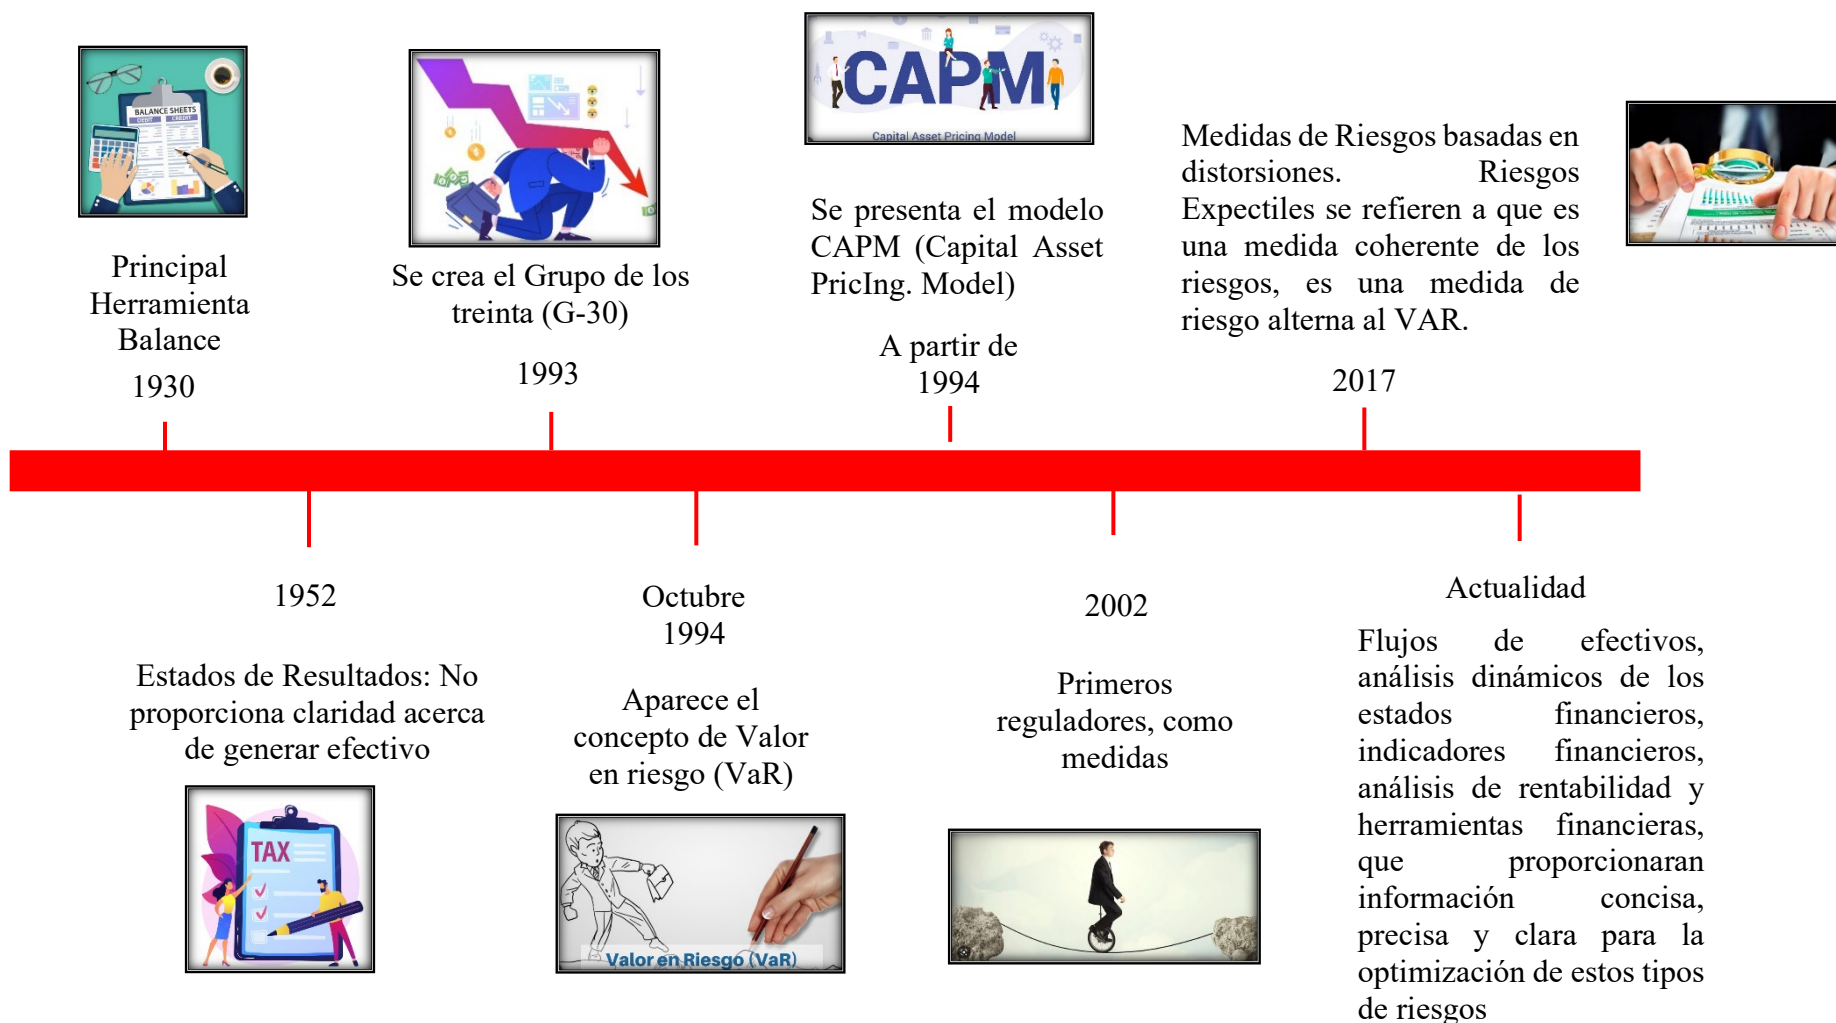 BALANCE SHEETS
DEBIT CREDIT
Principal
Herramienta
Balance
1930
Se crea el Grupo de los
treinta (G-30)
1993
CAPM
Capital Asset Pricing Model
Se presenta el modelo
CAPM (Capital Asset
PricIng. Model)
A partir de
1994
Medidas de Riesgos basadas en
distorsiones. Riesgos
Expectiles se refieren a que es
una medida coherente de los
riesgos, es una medida de
riesgo alterna al VAR.
2017
1952
Estados de Resultados: No
proporciona claridad acerca
de generar efectivo
TAX
Octubre
1994
Aparece el
concepto de Valor
en riesgo (VaR)
Valor en Riesgo (VaR)
2002
Primeros
reguladores, como
medidas
Actualidad
Flujos de efectivos,
análisis dinámicos de los
estados financieros,
indicadores financieros,
análisis de rentabilidad y
herramientas financieras,
que proporcionaran
información concisa,
precisa y clara para la
optimización de estos tipos
de riesgos